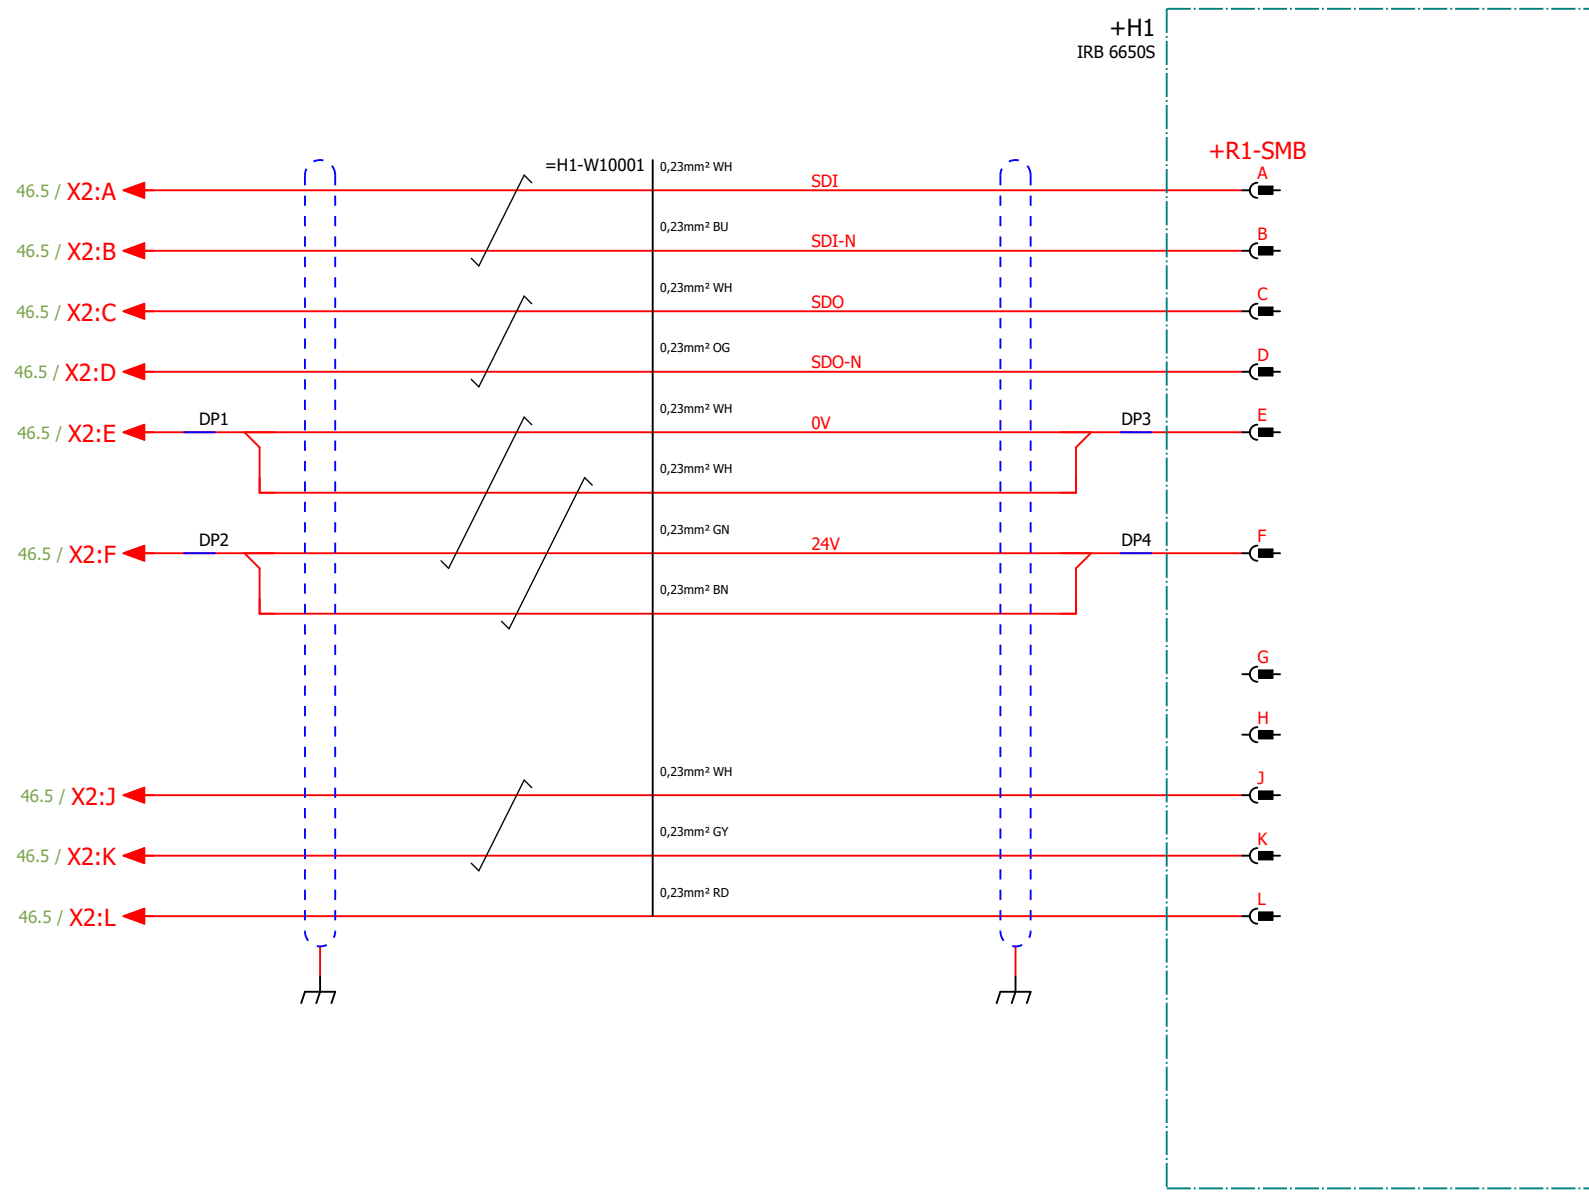 +H1
IRB 6650S
+R1-SMB
=H1-W10001
0,23mm² WH
46.5 / X2:A
SDI
A
0,23mm² BU
46.5 / X2:B
SDI-N
B
0,23mm² WH
46.5 / X2:C
SDO
C
0,23mm² OG
46.5 / X2:D
SDO-N
D
0,23mm² WH
46.5 / X2:E
DP1
0V
DP3
E
0,23mm² WH
0,23mm² GN
46.5 / X2:F
DP2
24V
DP4
F
0,23mm² BN
G
H
0,23mm² WH
46.5 / X2:J
J
0,23mm² GY
46.5 / X2:K
K
0,23mm² RD
46.5 / X2:L
L